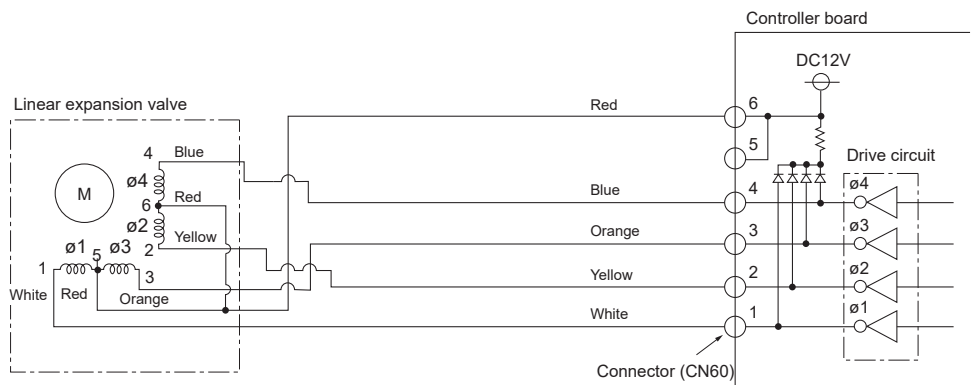 Controller board
DC12V
Linear expansion valve
Red
6
5
Drive circuit
4
Blue
ø4
M
Red
6
ø2
Yellow
2
Blue
4
ø4
Orange
3
ø3
ø1
5
ø3
1
3
White
Red
Orange
Yellow
2
ø2
White
1
ø1
Connector (CN60)